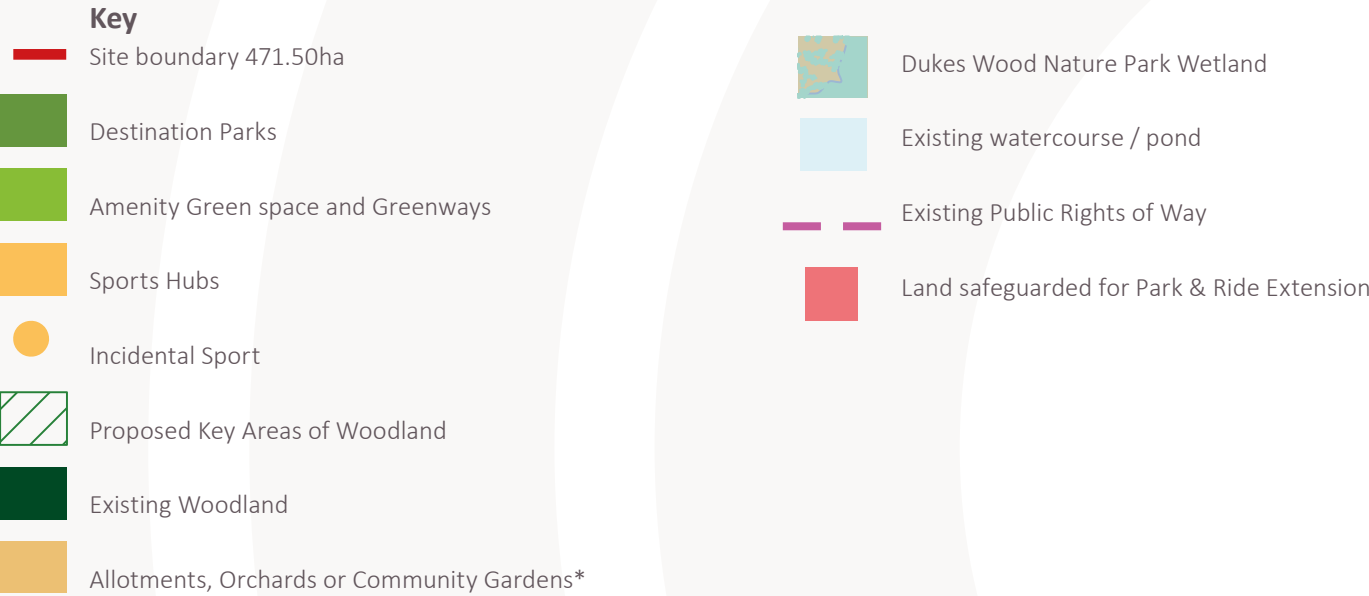 Key
Site boundary 471.50ha
Destination Parks
Amenity Green space and Greenways
Sports Hubs
Incidental Sport
Proposed Key Areas of Woodland
Existing Woodland
Allotments, Orchards or Community Gardens*
Dukes Wood Nature Park Wetland
Existing watercourse / pond
Existing Public Rights of Way
Land safeguarded for Park & Ride Extension